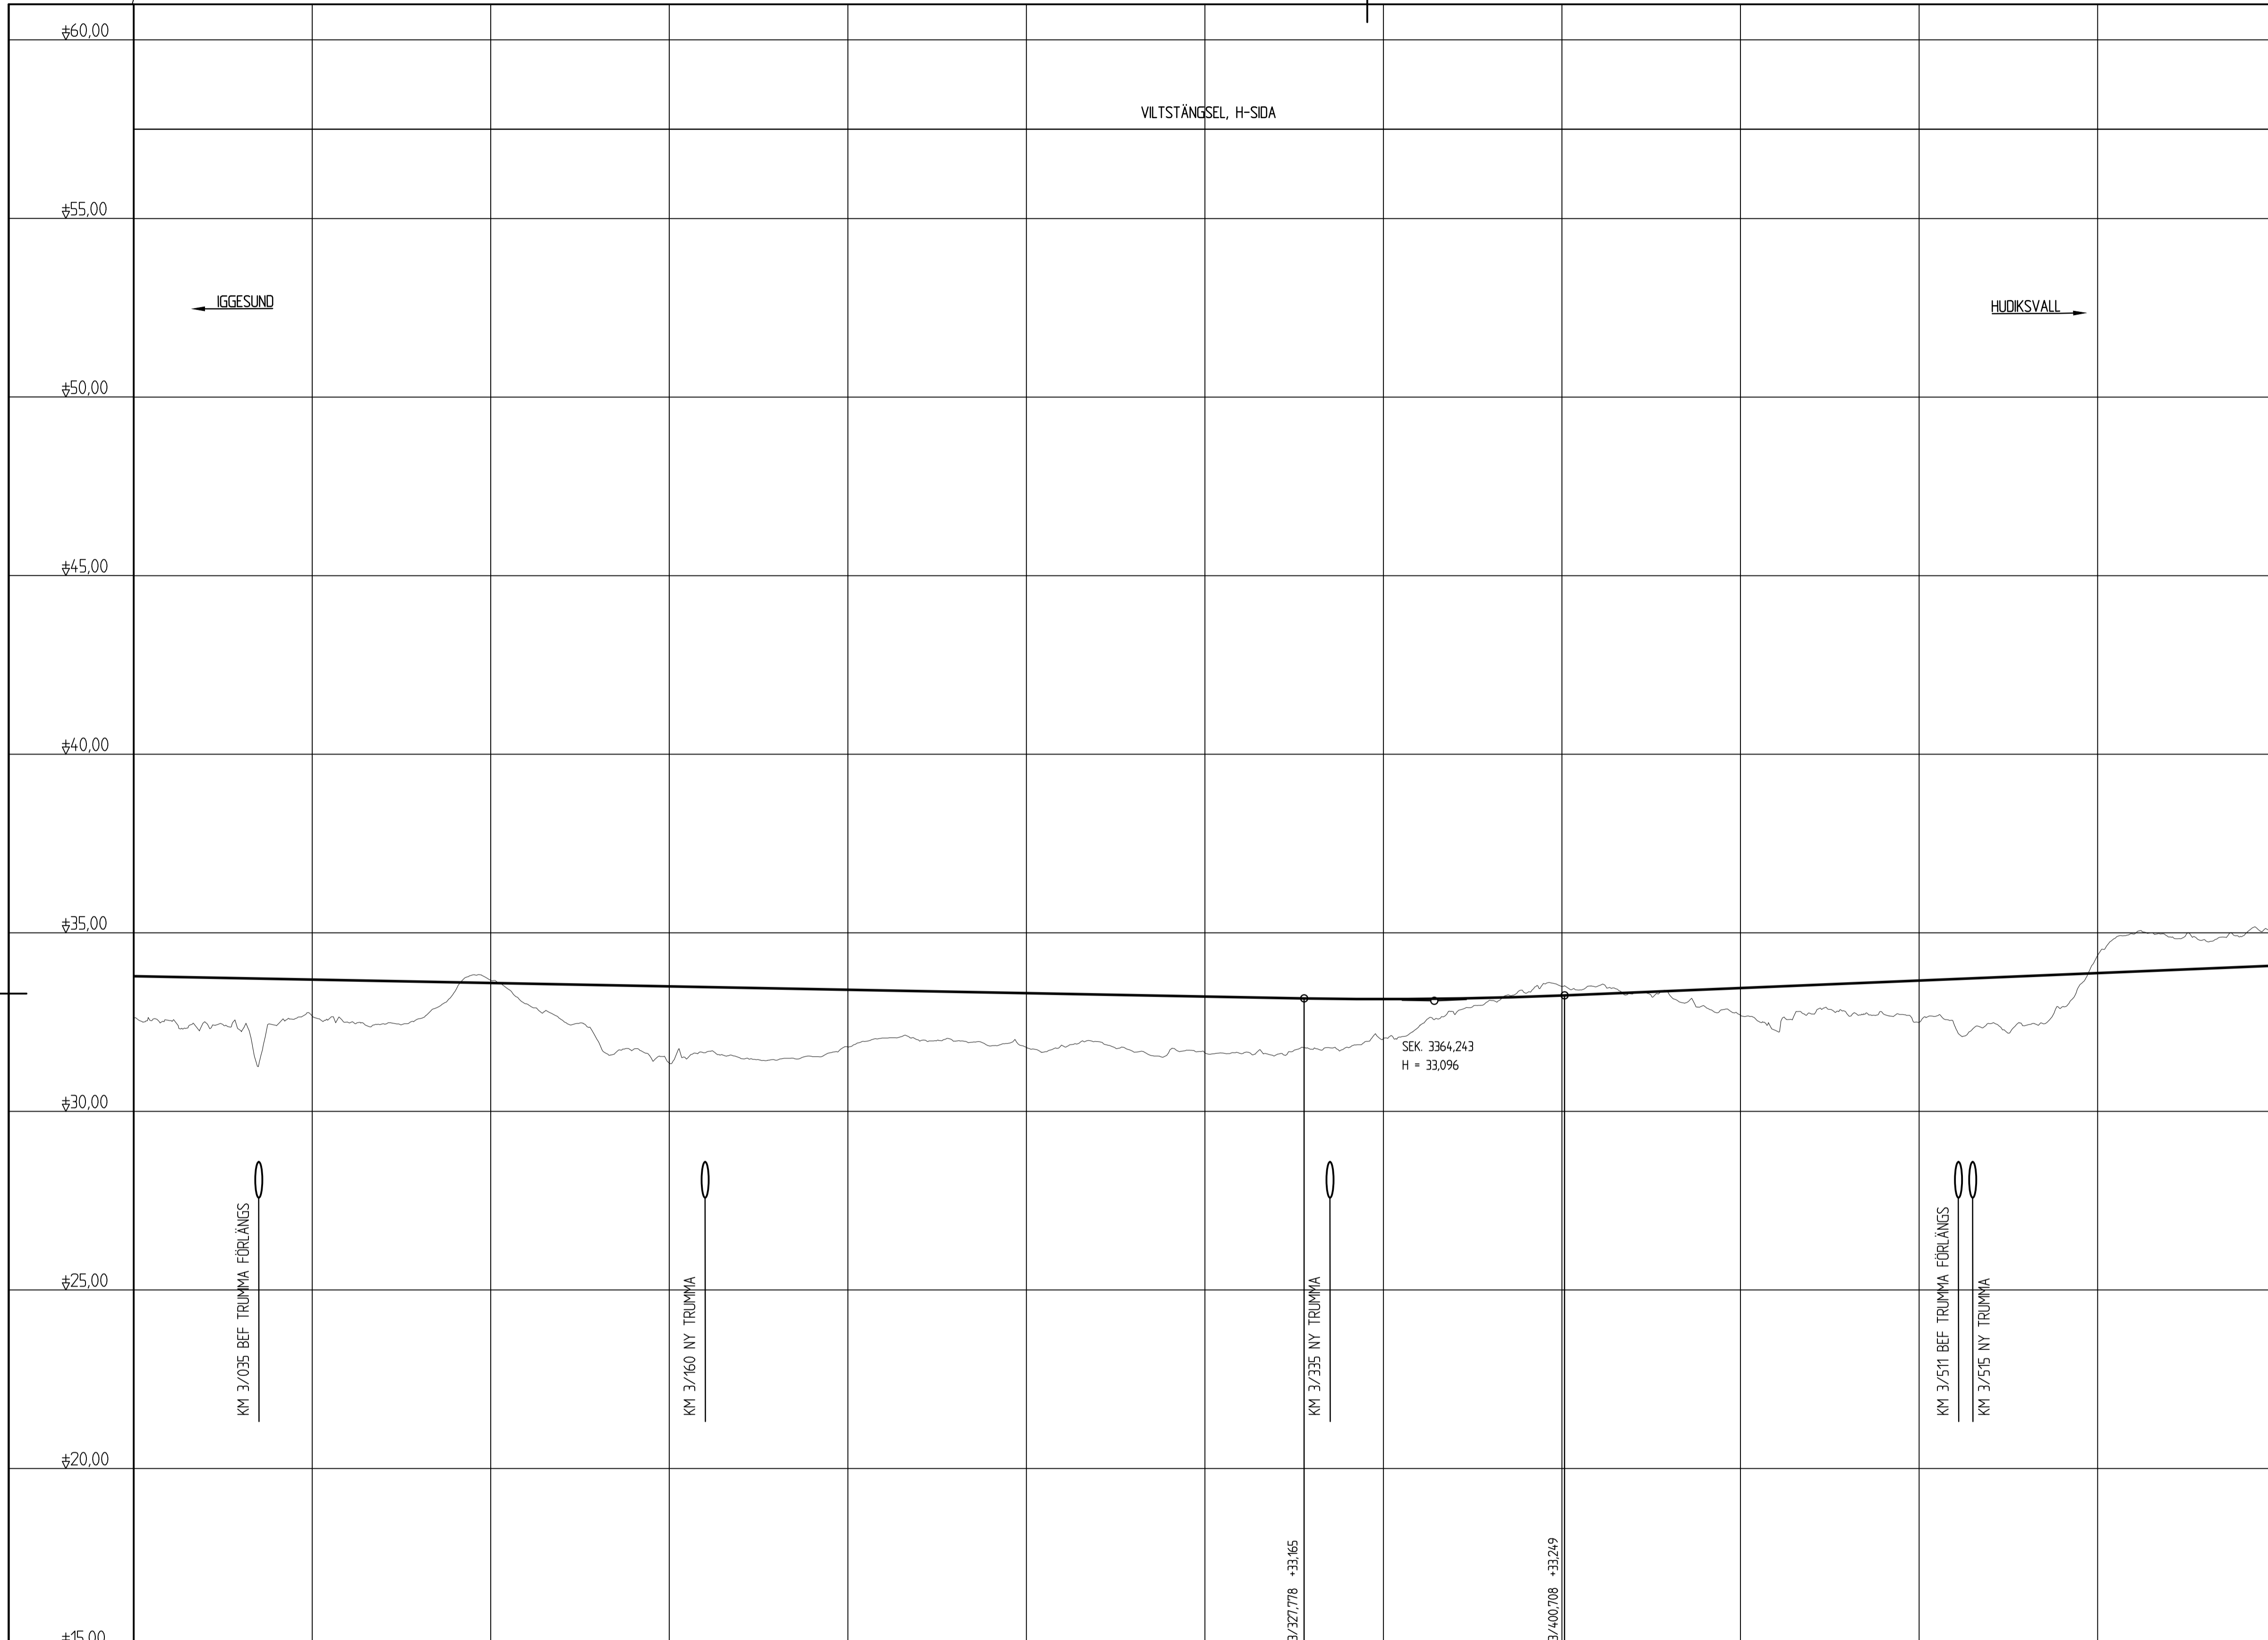 ±60,00
VILTSTÄNGSEL, H-SIDA
±55,00
IGGESUND
HUDIKSVALL
±50,00
±45,00
±40,00
±35,00
SEK. 3364,243
H = 33,096
±30,00
KM 3/035 BEF TRUMMA FÖRLÄNGS
KM 3/160 NY TRUMMA
KM 3/335 NY TRUMMA
KM 3/511 BEF TRUMMA FÖRLÄNGS
KM 3/515 NY TRUMMA
±25,00
±20,00
3/327,778 +33,165
3/400,708 +33,249
±15,00